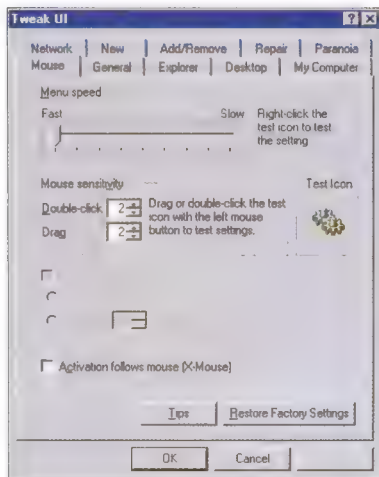 Tweak UI
Network New Add/Remove Repair Paranoia
Mouse General Explorer Desktop My Computer
Menu speed
Fast Slow
Right-click the
test icon to test
the setting
Mouse sensitivity
Test Icon
Double-click 2
Drag 2
Drag or double-click the test
icon with the left mouse
button to test settings.
Activation follows mouse (X-Mouse)
Tips Restore Factory Settings
OK Cancel